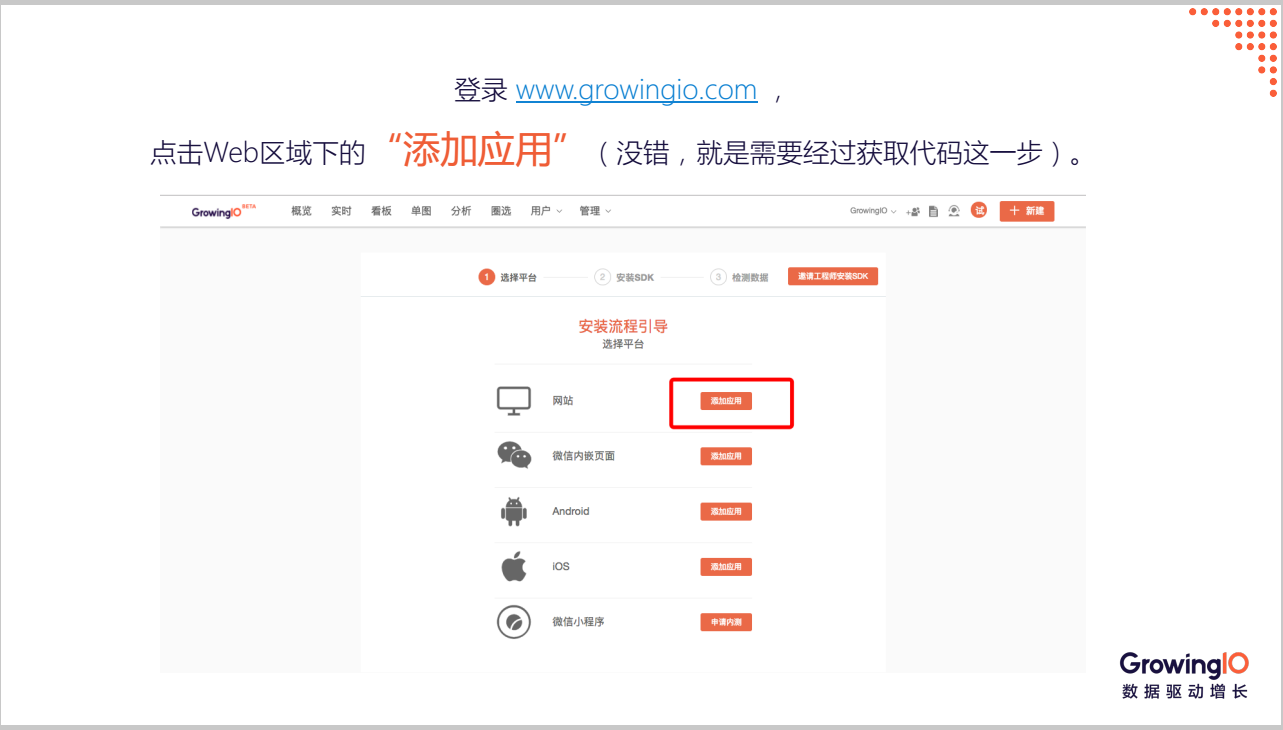 登录 www.growingio.com ，
点击Web区域下的 “添加应用” （没错，就是需要经过获取代码这一步）。
GrowingIO BETA 概览 实时 看板 单图 分析 圈选 用户 管理 GrowingIO 试 + 新建
1 选择平台 2 安装SDK 3 检测数据 邀请工程师安装SDK
安装流程引导
选择平台
网站 添加应用
微信内嵌页面 添加应用
Android 添加应用
iOS 添加应用
微信小程序 申请内测
GrowingIO
数据驱动增长